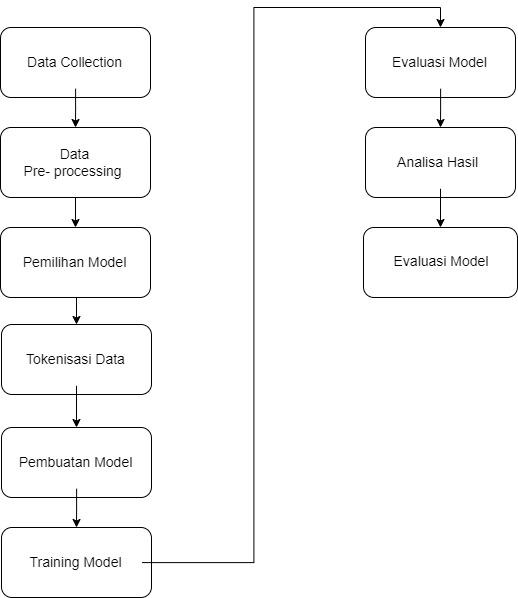 Data Collection
Data
Pre- processing
Pemilihan Model
Tokenisasi Data
Pembuatan Model
Training Model
Evaluasi Model
Analisa Hasil
Evaluasi Model